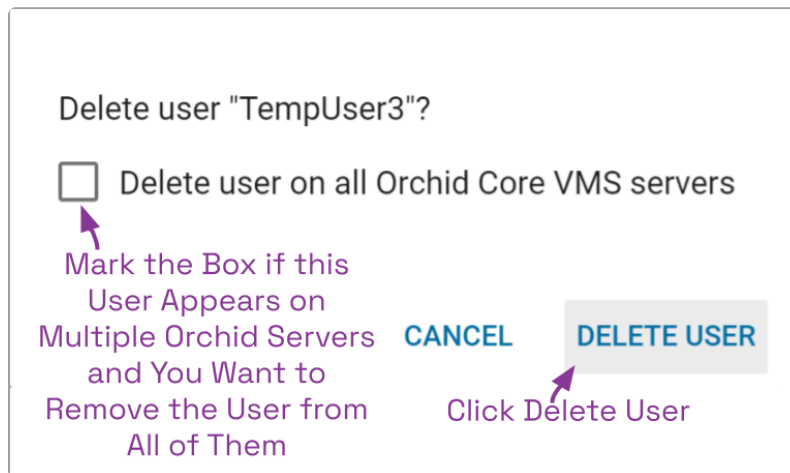 Delete user "TempUser3"?
Delete user on all Orchid Core VMS servers
Mark the Box if this
User Appears on
Multiple Orchid Servers
and You Want to
Remove the User from
All of Them
CANCEL
DELETE USER
Click Delete User